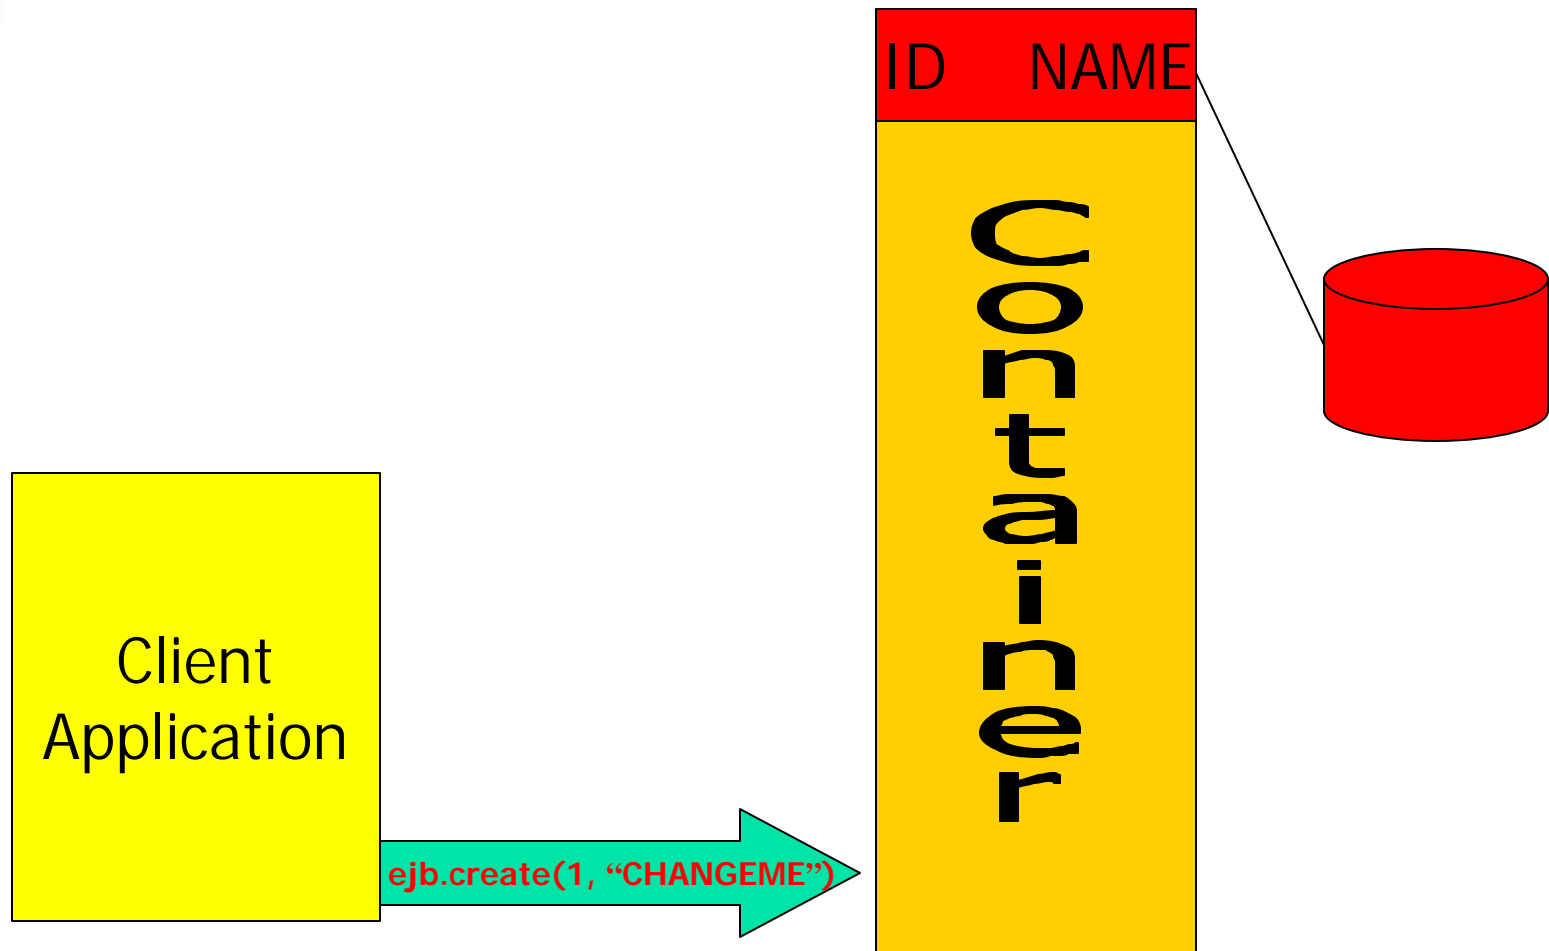 ID NAME
Container
Client
Application
ejb.create(1, “CHANGEME”)